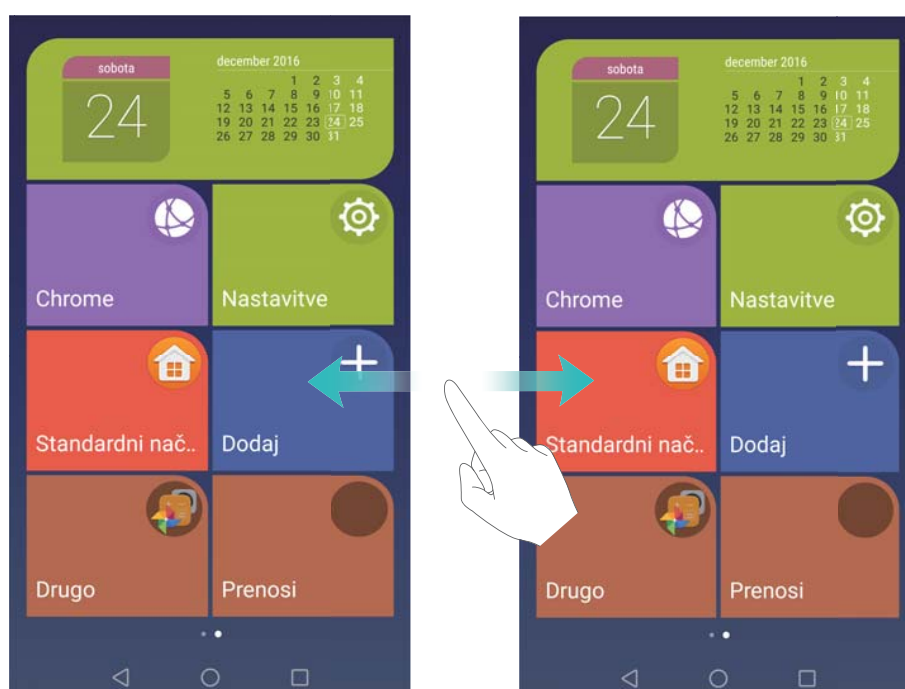 sobota
24
december 2016
1 2 3 4
5 6 7 8 9 10 11
12 13 14 15 16 17 18
19 20 21 22 23 24 25
26 27 28 29 30 31
Chrome
Nastavitve
Standardni nač..
Dodaj
Drugo
Prenosi
sobota
24
december 2016
1 2 3 4
5 6 7 8 9 10 11
12 13 14 15 16 17 18
19 20 21 22 23 24 25
26 27 28 29 30 31
Chrome
Nastavitve
Standardni nač..
Dodaj
Drugo
Prenosi